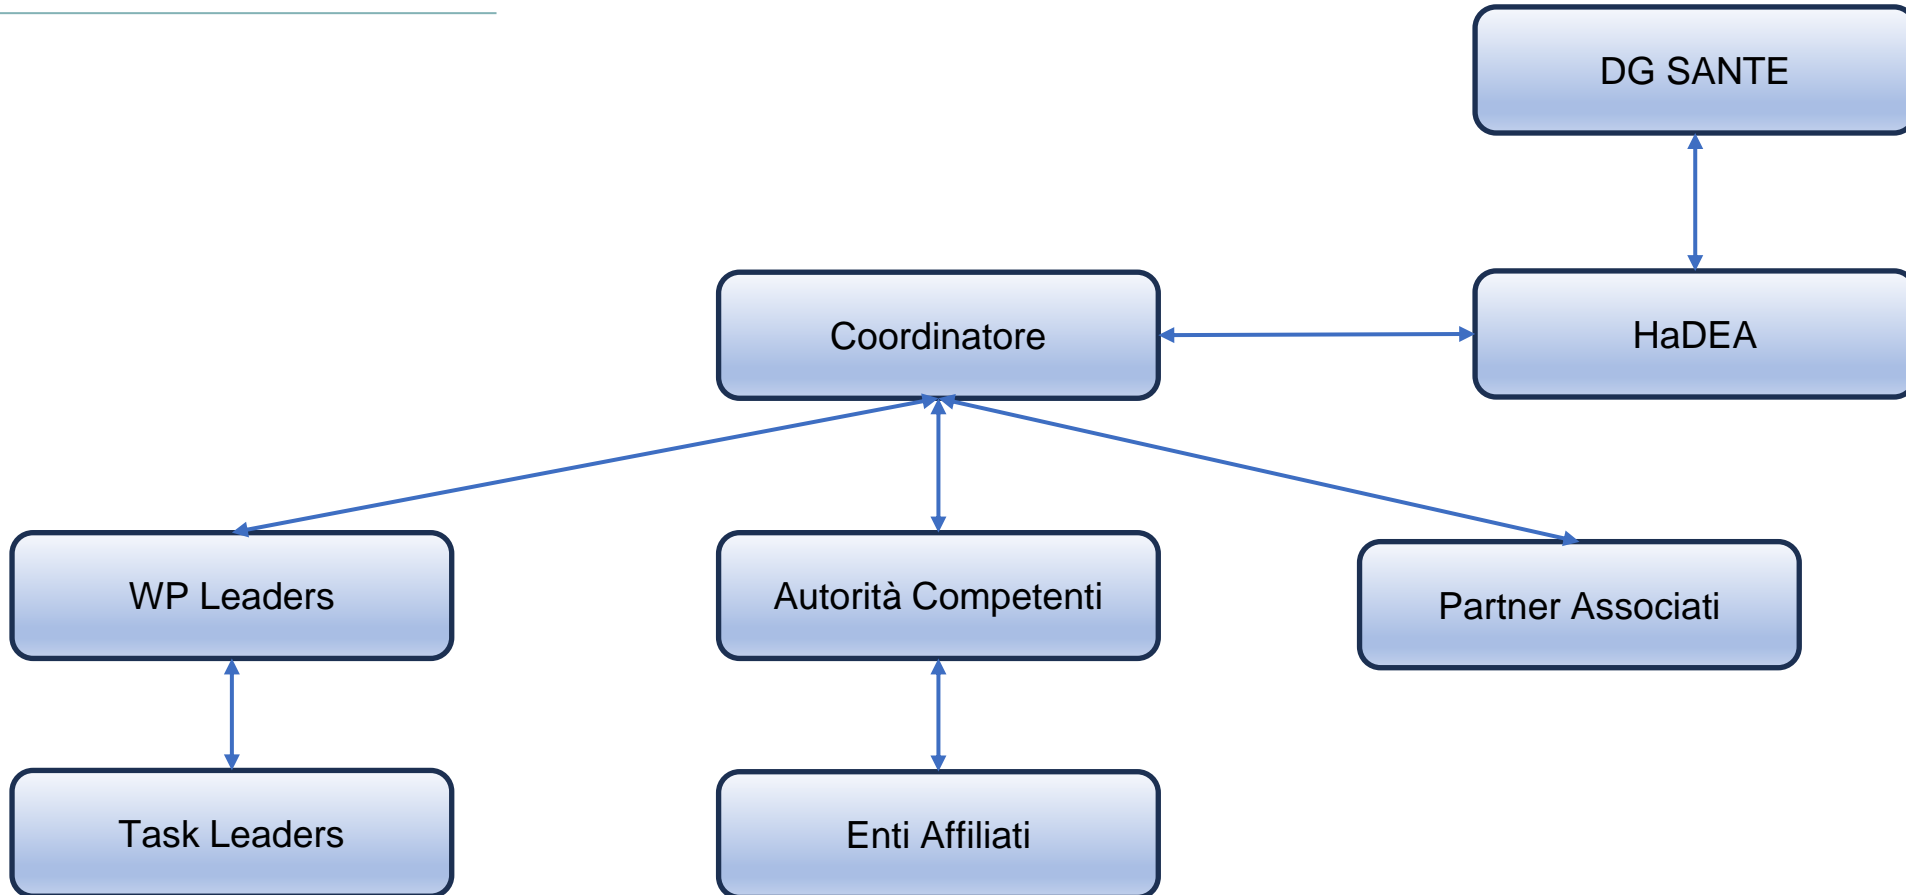 DG SANTE
Coordinatore
HaDEA
WP Leaders
Autorità Competenti
Partner Associati
Task Leaders
Enti Affiliati